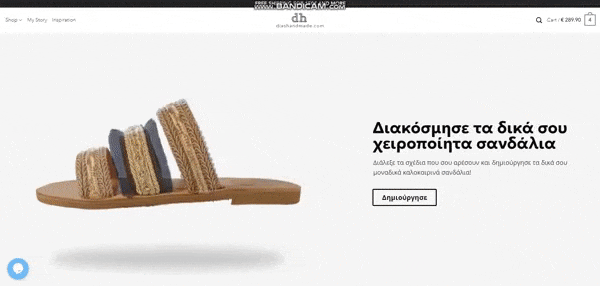 www.BANDICAM.com
Shop
My Story
Inspiration
dh
dieshandmade.com
Cart / € 289.90
4
Διακόσμησε τα δικά σου
χειροποίητα σανδάλια
Διάλεξε τα σχέδια που σου αρέσουν και δημιούργησε τα δικά σου
μοναδικά καλοκαιρινά σανδάλια!
Δημιούργησε